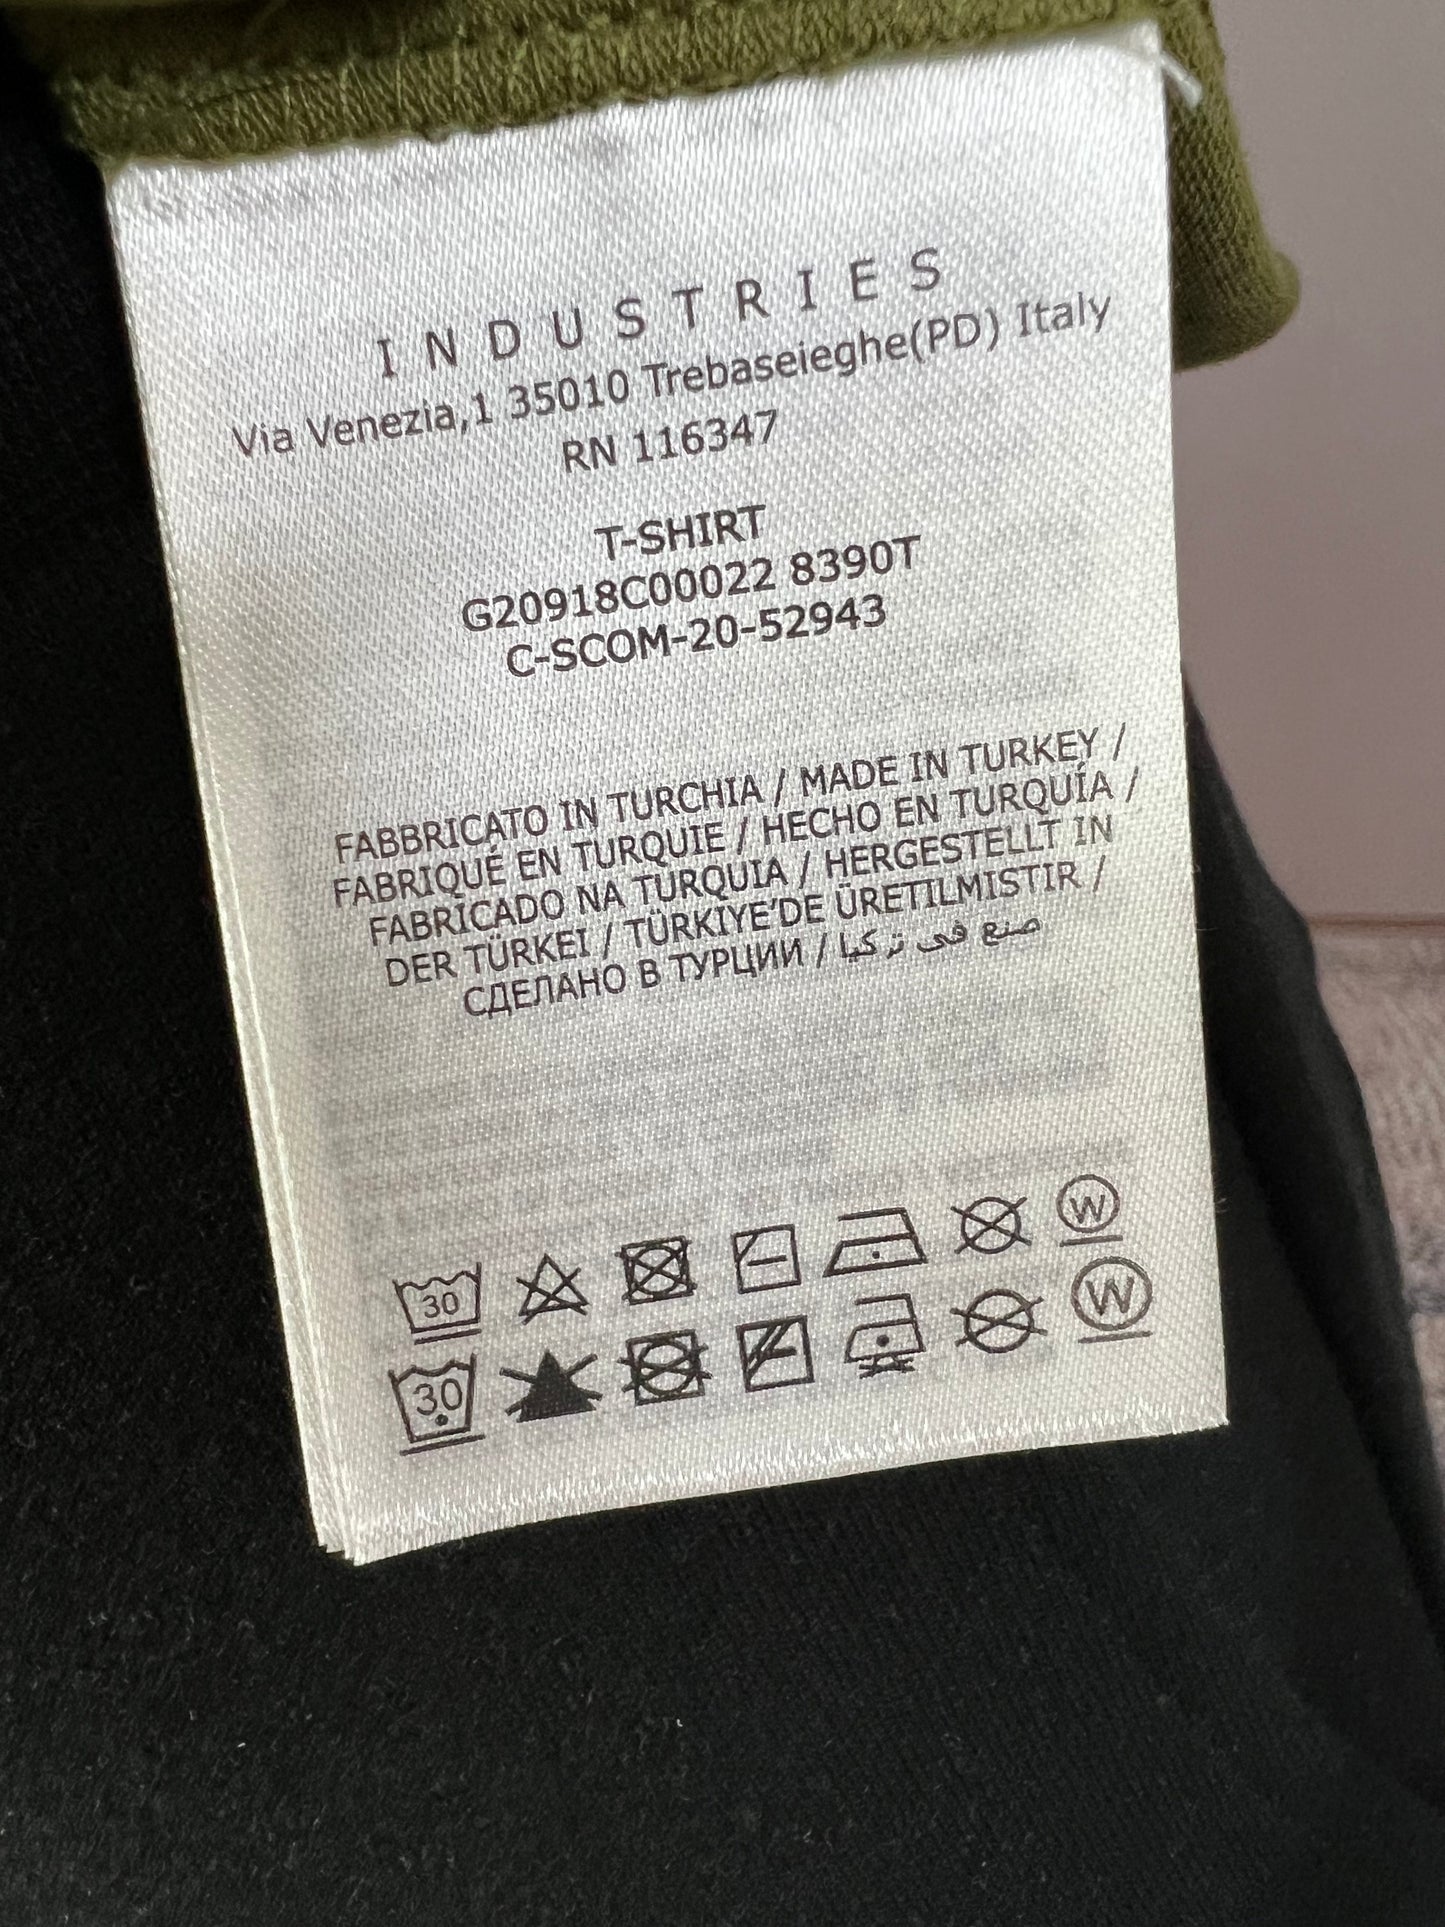 INDUSTRIES
Via Venezia,1 35010 Trebaseieghe(PD) Italy
RN 116347
T-SHIRT
G20918C00022 8390T
C-SCOM-20-52943
FABBRICATO IN TURCHIA / MADE IN TURKEY /
FABRIQUÉ EN TURQUIE / HECHO EN TURQUÍA /
FABRICADO NA TURQUIA / HERGESTELLT IN
DER TÜRKEI / TÜRKIYE'DE ÜRETILMISTIR /
СДЕЛАНО В ТУРЦИИ / صنع في تركيا
30 W
30 W